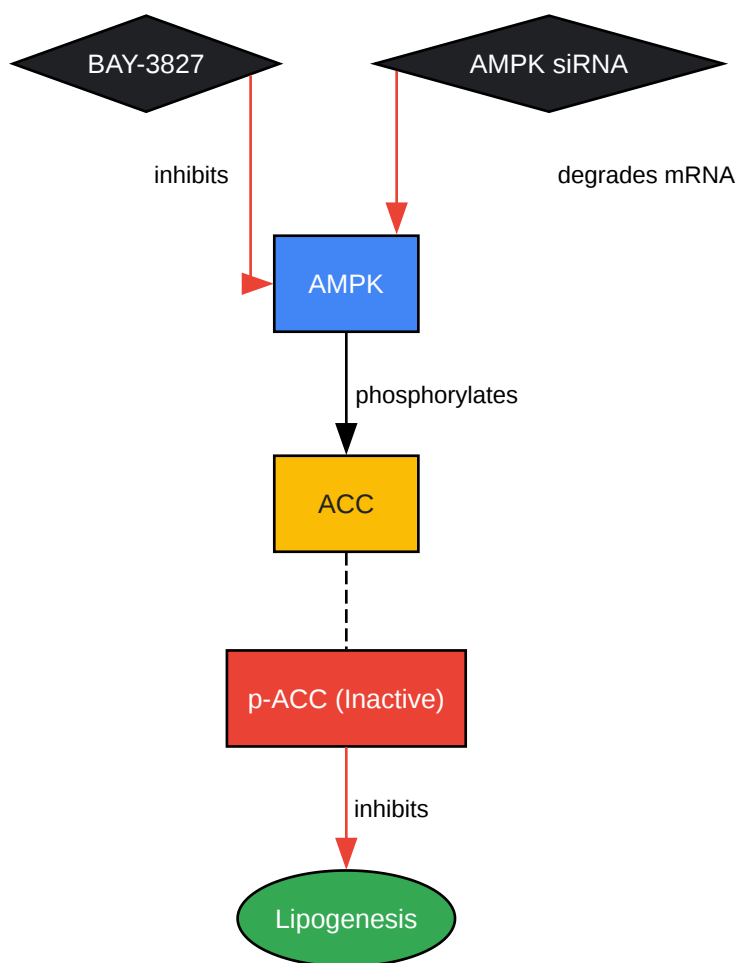 BAY-3827
AMPK siRNA
inhibits
degrades mRNA
AMPK
phosphorylates
ACC
p-ACC (Inactive)
inhibits
Lipogenesis